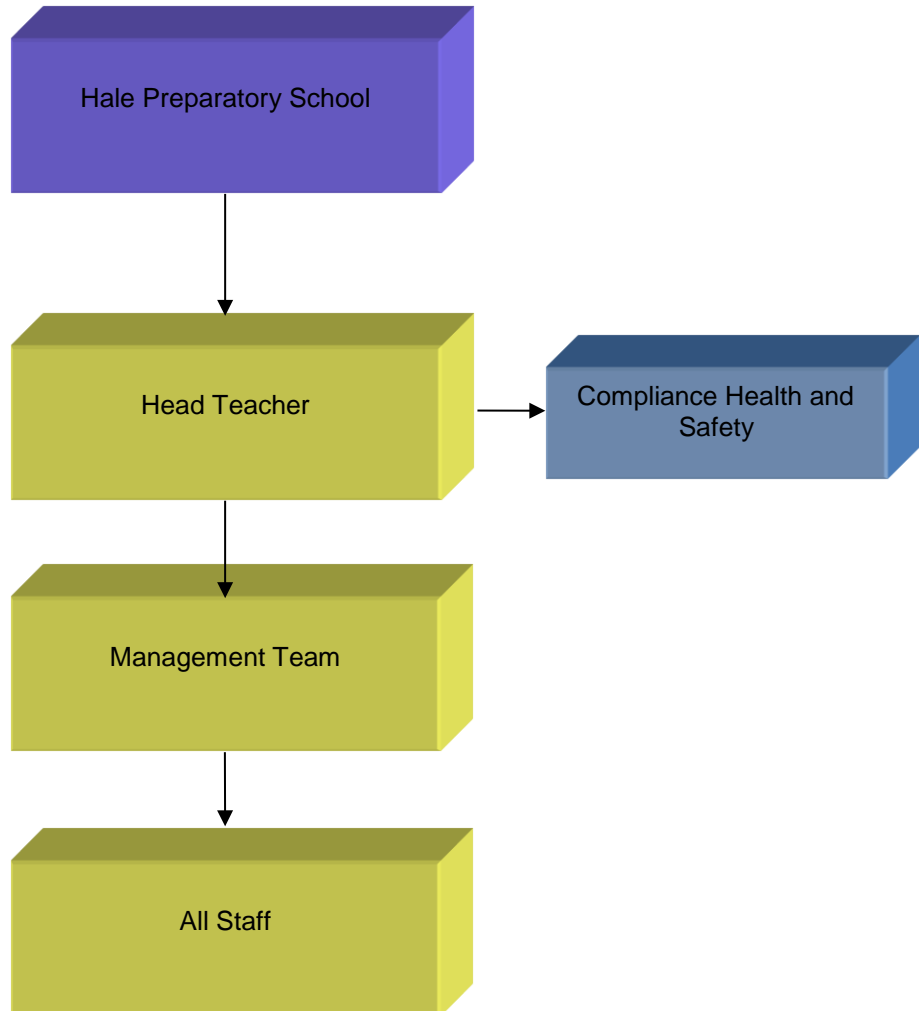 Hale Preparatory School
Head Teacher
Compliance Health and
Safety
Management Team
All Staff